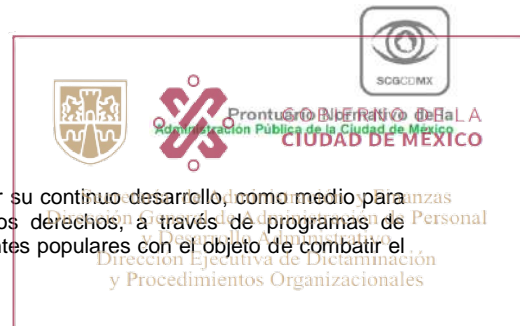 SCGCDMX
Prontuario Normativo de la
Administración Pública de la Ciudad de México
GOBIERNO DE LA
CIUDAD DE MÉXICO
r su continuo desarrollo, como medio para
os derechos, a través de programas de
ntes populares con el objeto de combatir el
Secretaría de Administración y Finanzas
Dirección General de Administración de Personal
y Desarrollo Administrativo
Dirección Ejecutiva de Dictaminación
y Procedimientos Organizacionales